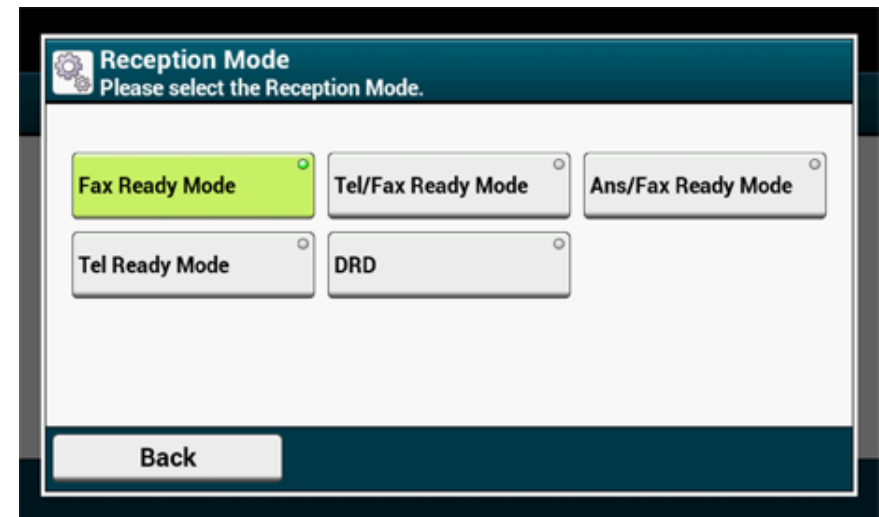 Reception Mode
Please select the Reception Mode.
Fax Ready Mode
Tel/Fax Ready Mode
Ans/Fax Ready Mode
Tel Ready Mode
DRD
Back